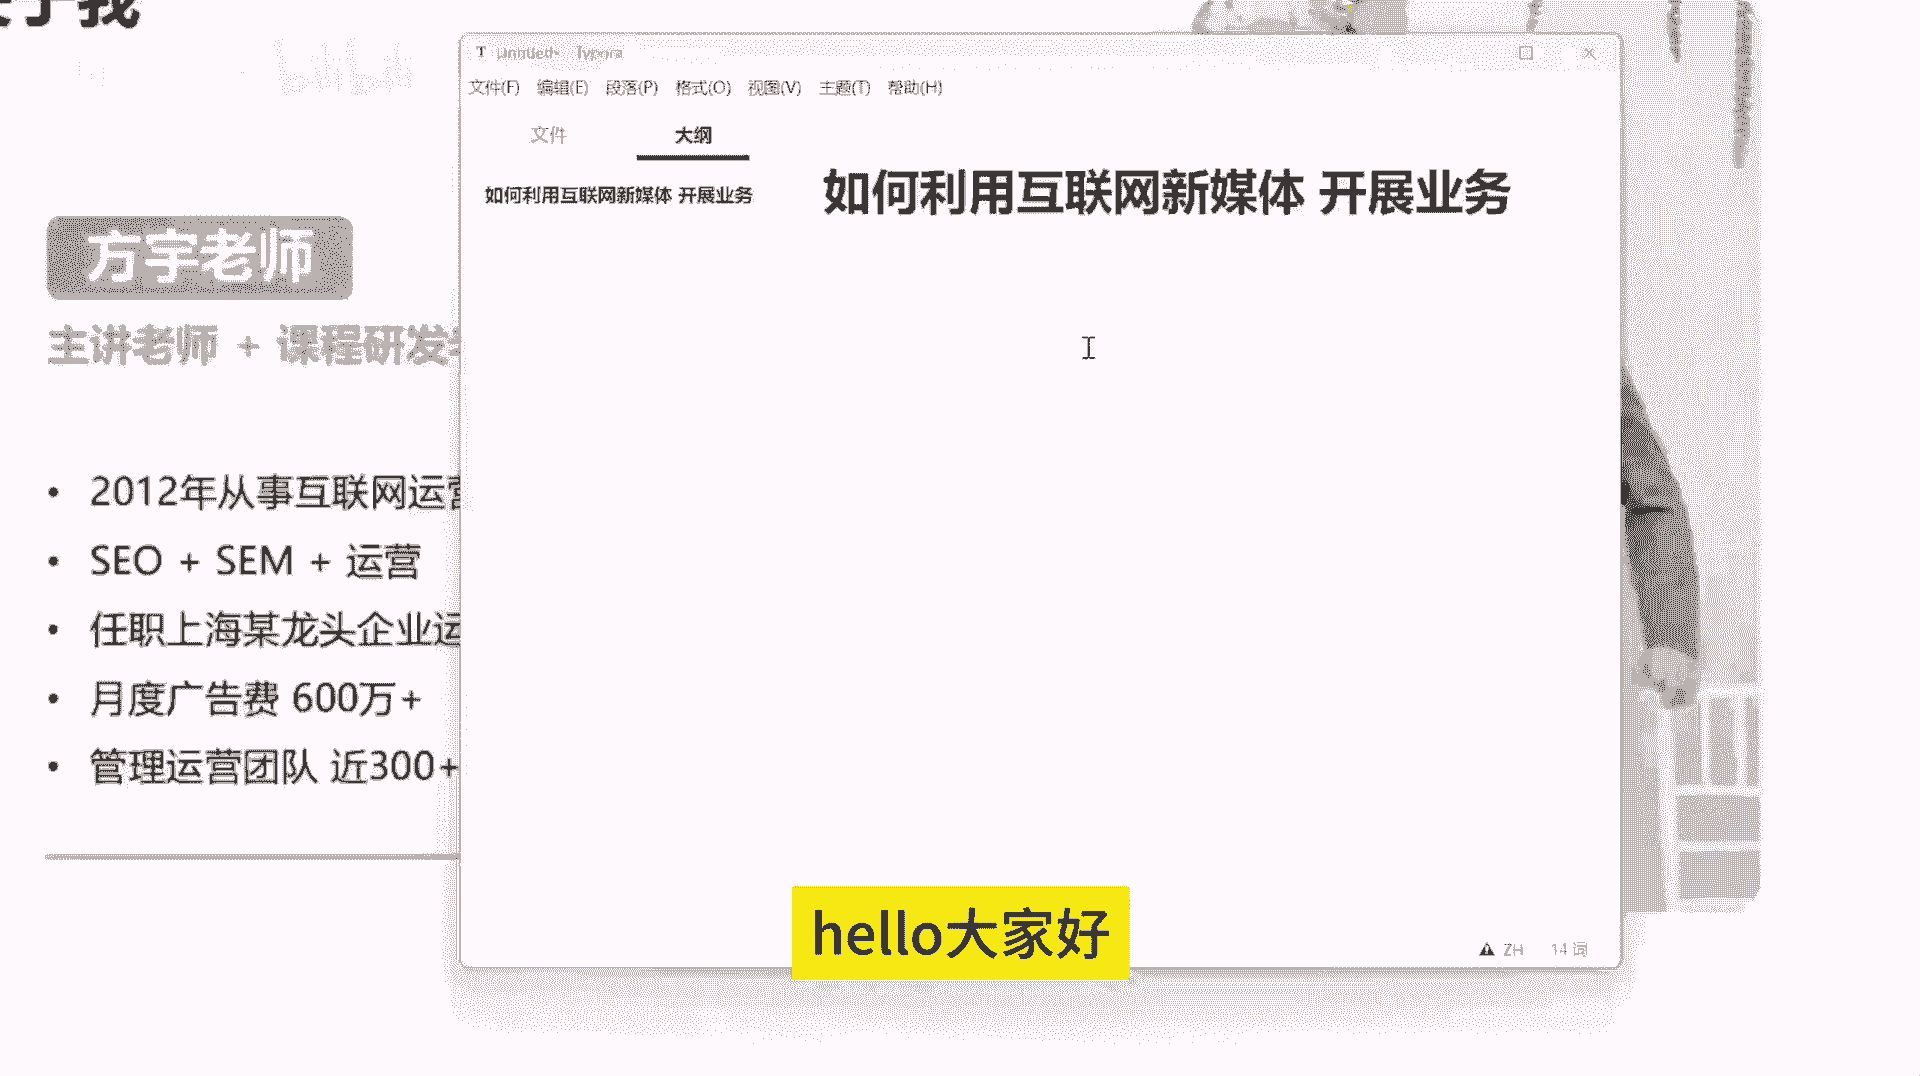 于我
bilibili
方宇老师
主讲老师 + 课程研发
2012年从事互联网运营
SEO + SEM + 运营
任职上海某龙头企业运
月度广告费 600万+
管理运营团队 近300+
Untitled• - Typora
文件(F) 编辑(E) 段落(P) 格式(O) 视图(V) 主题(T) 帮助(H)
文件 大纲
如何利用互联网新媒体 开展业务
如何利用互联网新媒体 开展业务
hello大家好
ZH 14 词